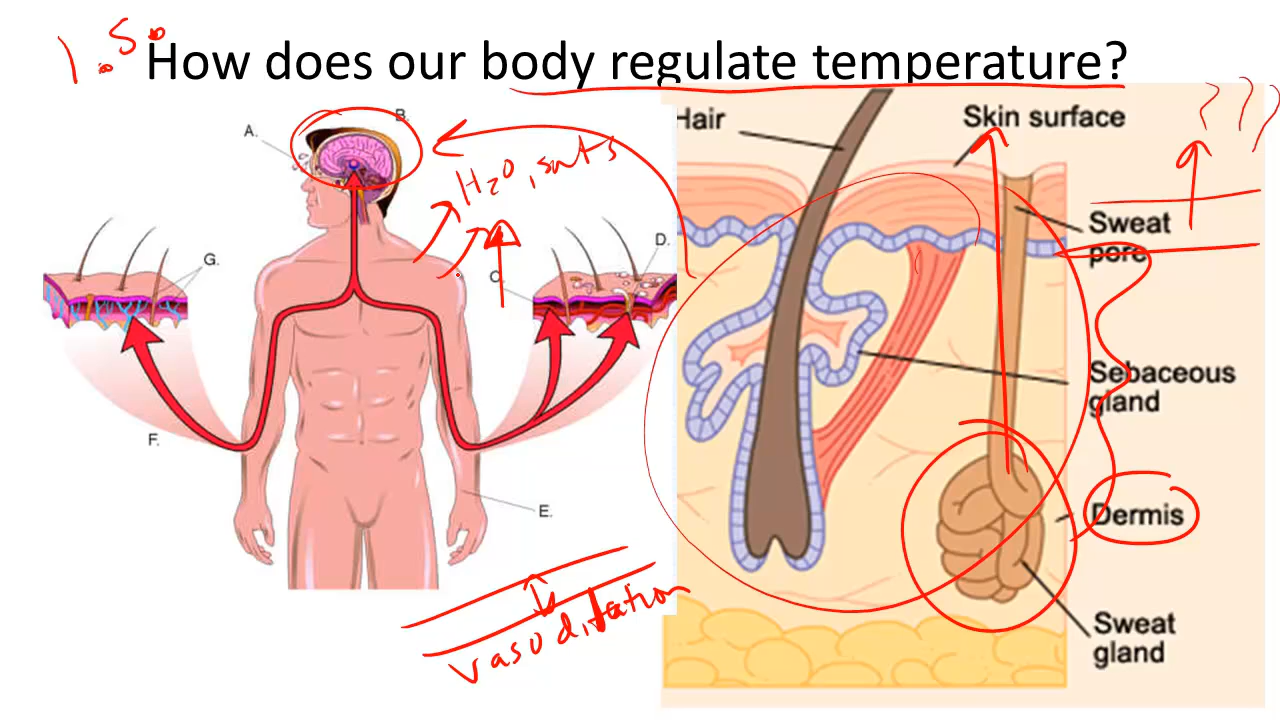 1.5.
How does our body regulate temperature?
A.
B.
Hair
Skin surface
???
H2O, salts
Sweat
pore
G.
D.
C.
Sebaceous
gland
F.
E.
Dermis
vasodilation
Sweat
gland